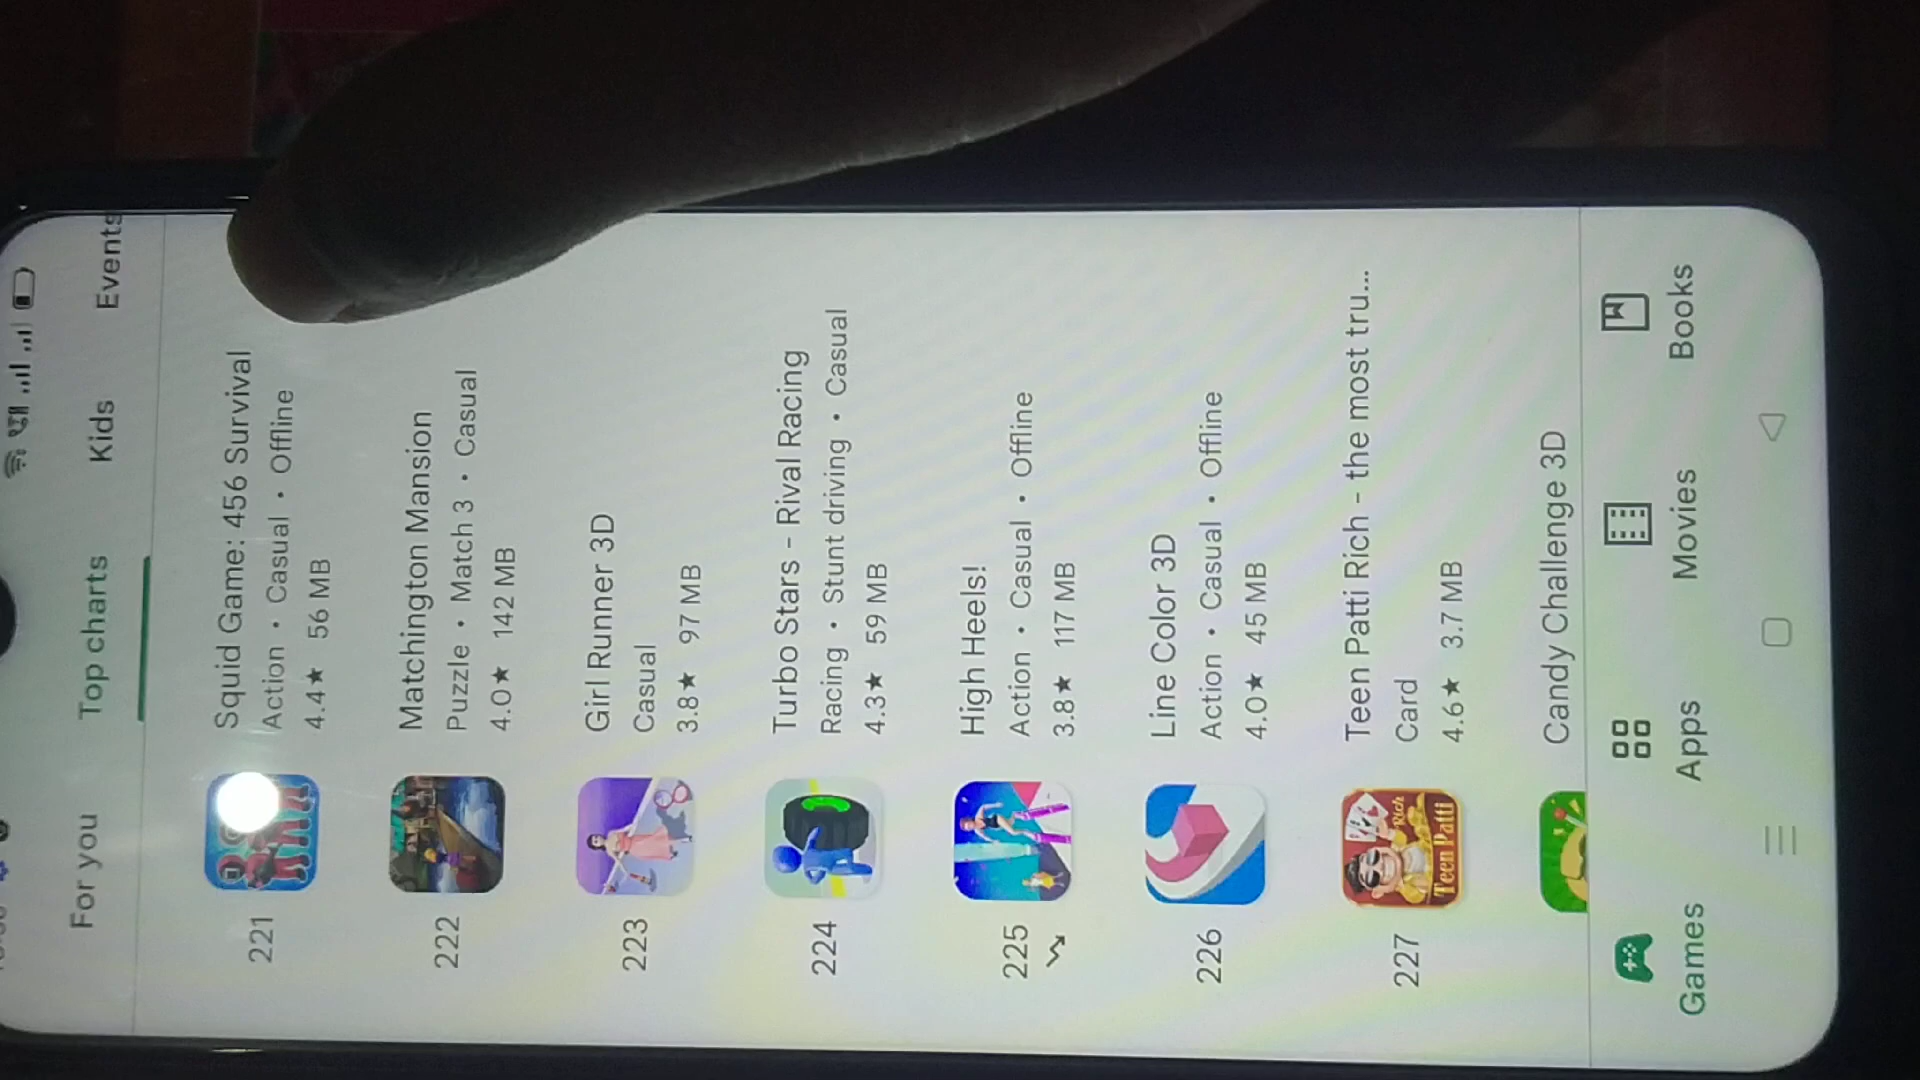 For you
Top charts
Kids
Events
221
Squid Game: 456 Survival
Action • Casual • Offline
4.4★ 56 MB
222
Matchington Mansion
Puzzle • Match 3 • Casual
4.0★ 142 MB
223
Girl Runner 3D
Casual
3.8★ 97 MB
224
Turbo Stars - Rival Racing
Racing • Stunt driving • Casual
4.3★ 59 MB
225
High Heels!
Action • Casual • Offline
3.8★ 117 MB
226
Line Color 3D
Action • Casual • Offline
4.0★ 45 MB
227
Rich
Teen Patti
Teen Patti Rich - the most tru...
Card
4.6★ 3.7 MB
Candy Challenge 3D
Games
Apps
Movies
Books